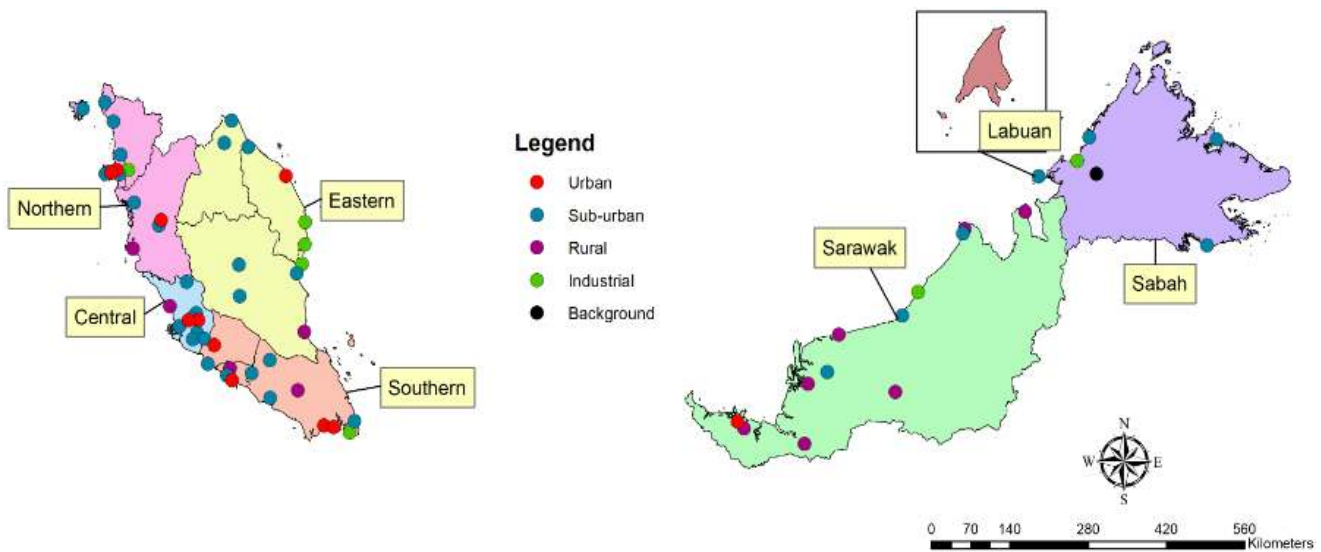 Northern
Eastern
Central
Southern
Legend
Urban
Sub-urban
Rural
Industrial
Background
Labuan
Sarawak
Sabah
N
W E
S
0 70 140 280 420 560
Kilometers